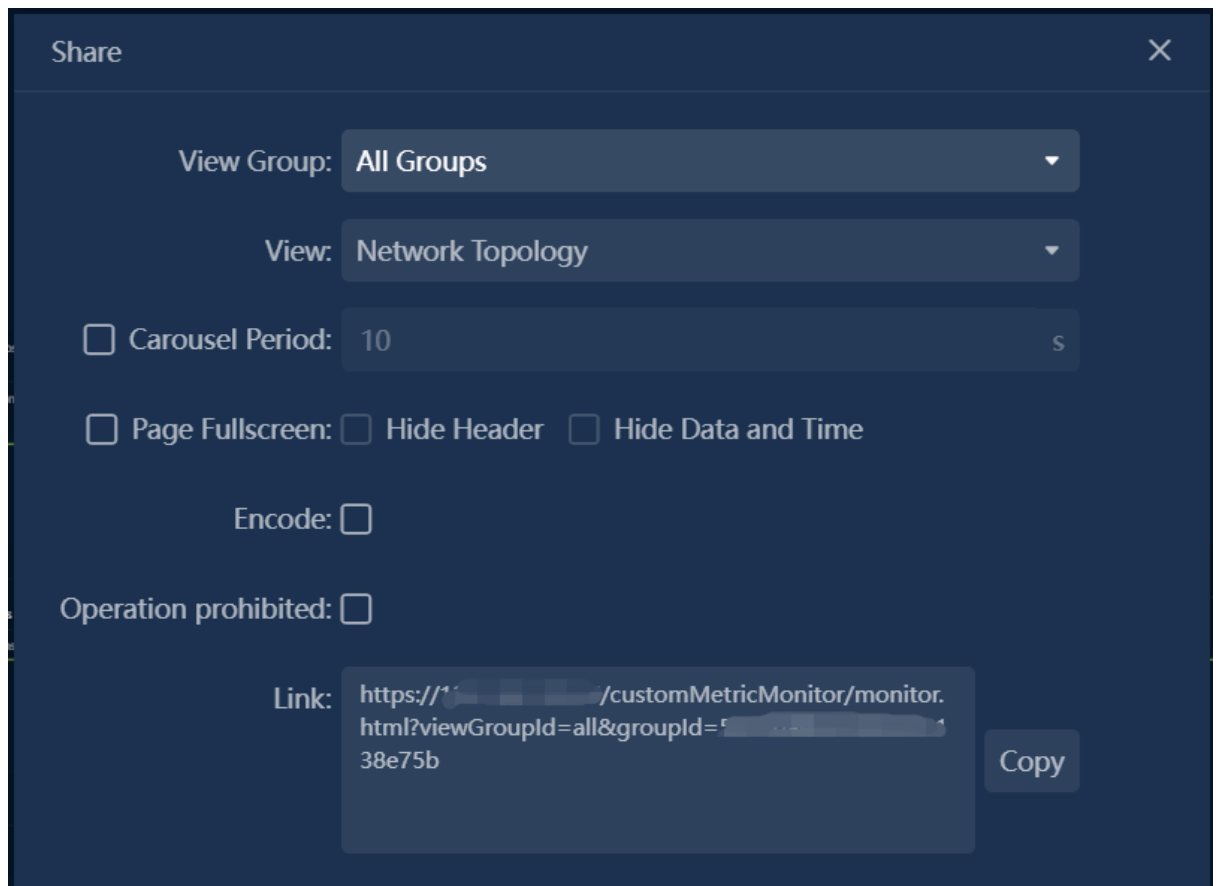 Share
View Group: All Groups
View: Network Topology
Carousel Period: 10 s
Page Fullscreen: Hide Header Hide Data and Time
Encode:
Operation prohibited:
Link: https:// /customMetricMonitor/monitor.
html?viewGroupId=all&groupId=
38e75b
Copy